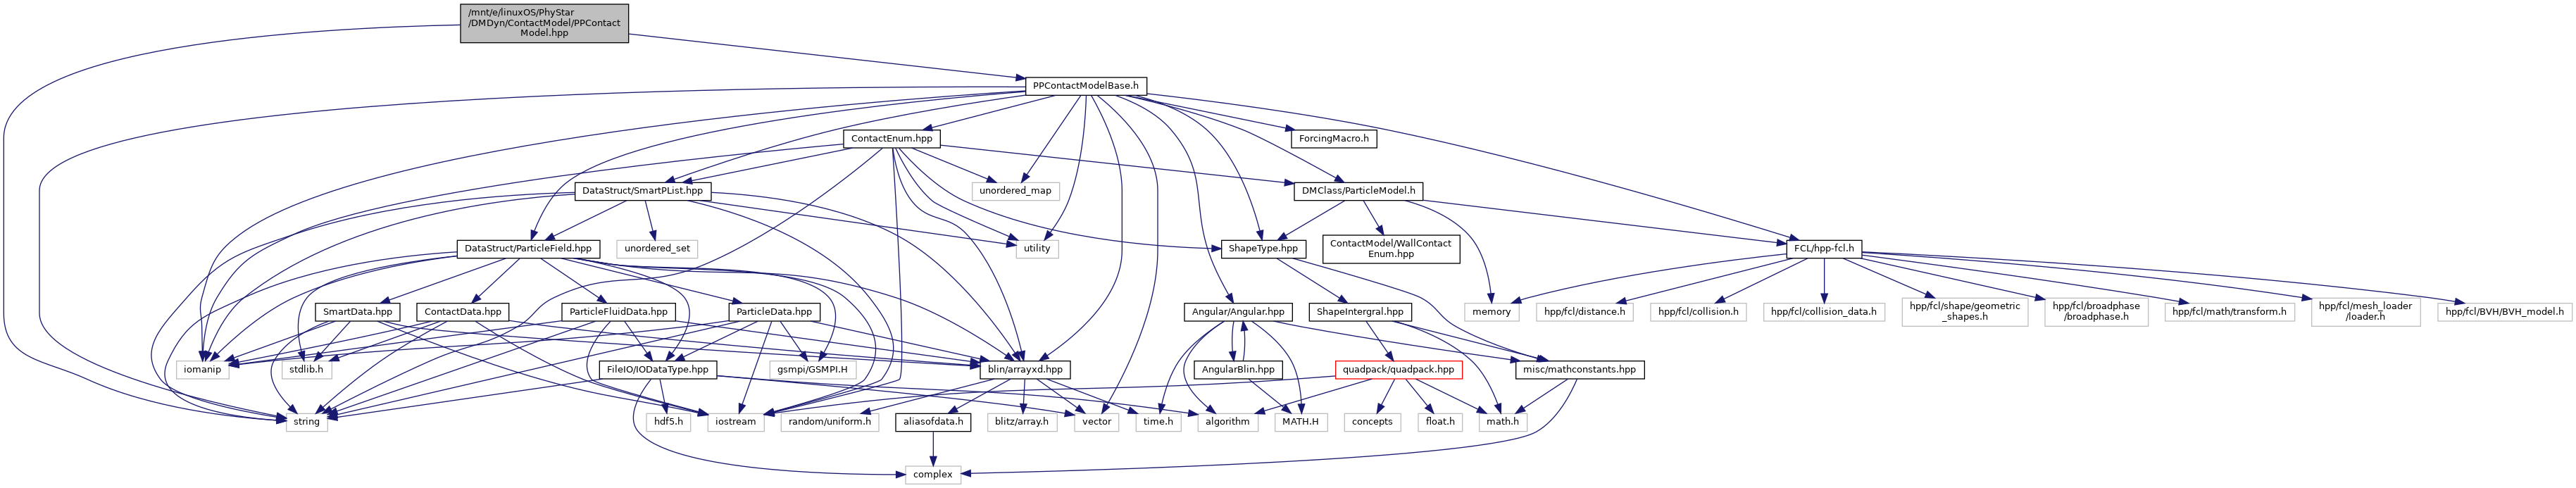 /mnt/e/linuxOS/PhyStar
/DMDyn/ContactModel/PPContact
Model.hpp
PPContactModelBase.h
ContactEnum.hpp
ForcingMacro.h
DataStruct/SmartPList.hpp
unordered_map
DMClass/ParticleModel.h
DataStruct/ParticleField.hpp
unordered_set
utility
ShapeType.hpp
ContactModel/WallContact
Enum.hpp
FCL/hpp-fcl.h
SmartData.hpp
ContactData.hpp
ParticleFluidData.hpp
ParticleData.hpp
Angular/Angular.hpp
ShapeIntergral.hpp
memory
hpp/fcl/distance.h
hpp/fcl/collision.h
hpp/fcl/collision_data.h
hpp/fcl/shape/geometric
_shapes.h
hpp/fcl/broadphase
/broadphase.h
hpp/fcl/math/transform.h
hpp/fcl/mesh_loader
/loader.h
hpp/fcl/BVH/BVH_model.h
iomanip
stdlib.h
FileIO/IODataType.hpp
gsmpi/GSMPI.H
blin/arrayxd.hpp
AngularBlin.hpp
quadpack/quadpack.hpp
misc/mathconstants.hpp
string
hdf5.h
iostream
random/uniform.h
aliasofdata.h
blitz/array.h
vector
time.h
algorithm
MATH.H
concepts
float.h
math.h
complex